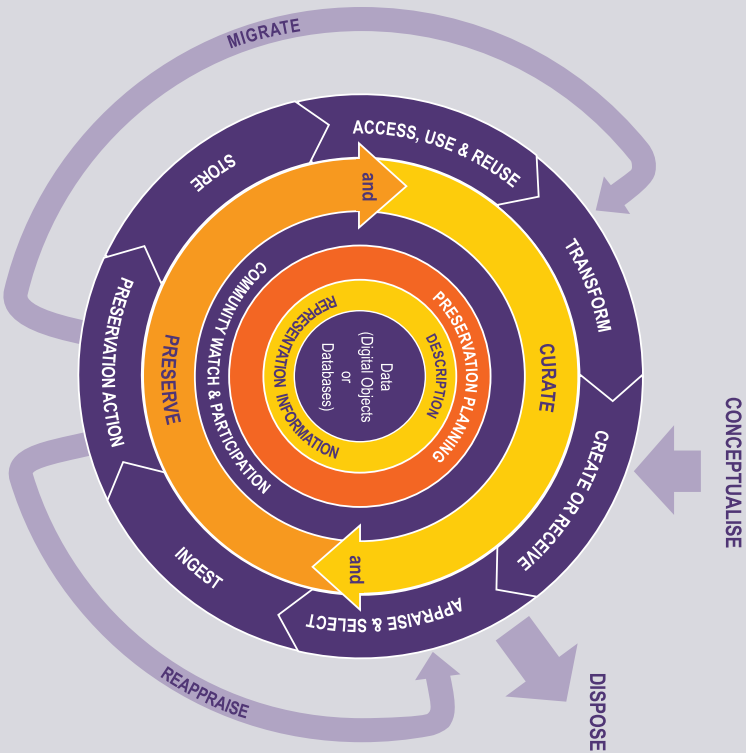 CONCEPTUALISE
CREATE OR RECEIVE
APPRAISE & SELECT
DISPOSE
INGEST
PRESERVATION ACTION
REAPPRAISE
STORE
ACCESS, USE & REUSE
TRANSFORM
MIGRATE
CURATE
and
PRESERVE
and
COMMUNITY WATCH & PARTICIPATION
PRESERVATION PLANNING
DESCRIPTION
REPRESENTATION INFORMATION
Data
(Digital Objects
or
Databases)